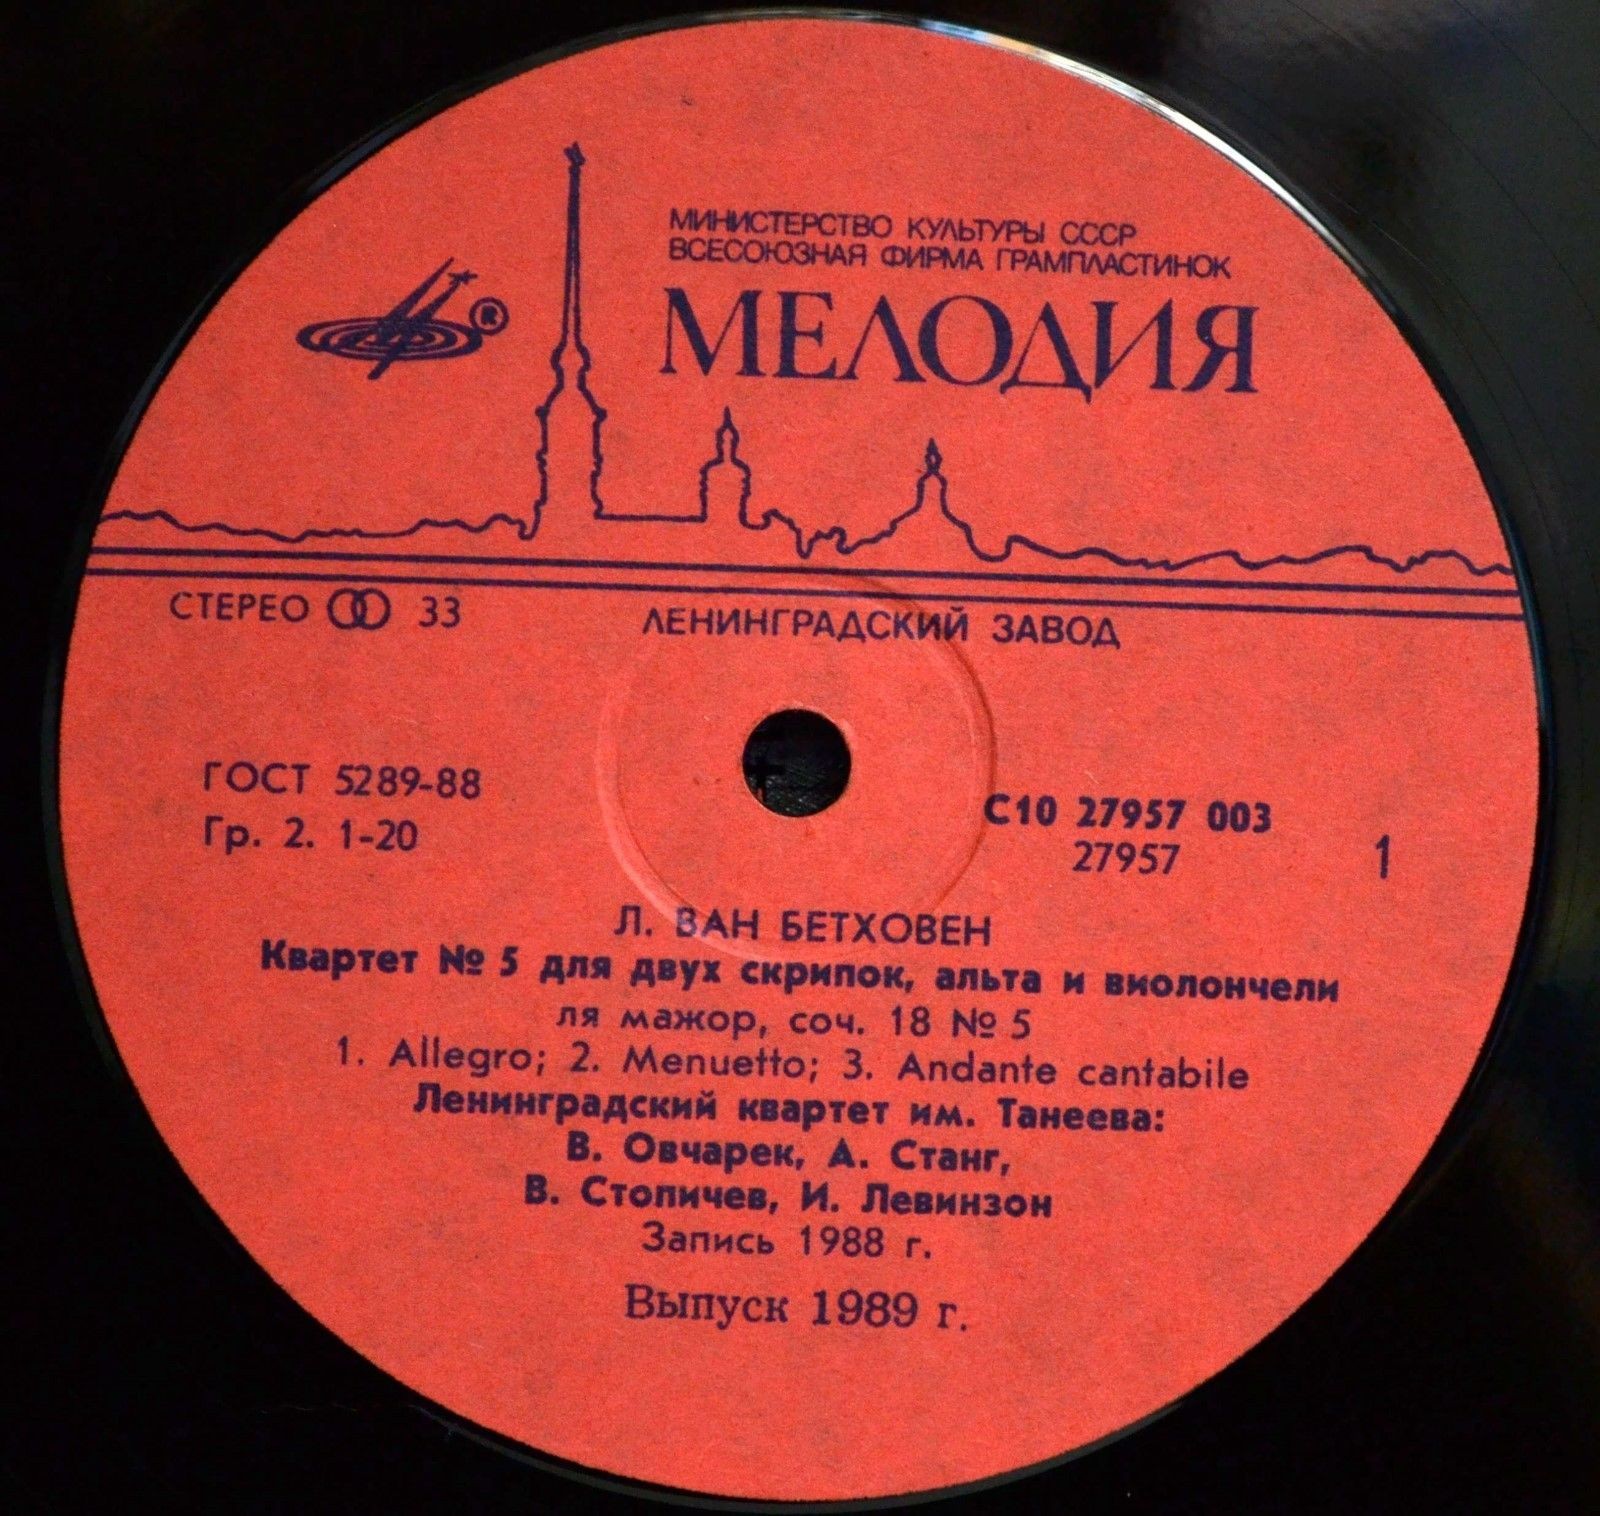 МИНИСТЕРСТВО КУЛЬТУРЫ СССР
ВСЕСОЮЗНАЯ ФИРМА ГРАМПЛАСТИНОК
МЕЛОДИЯ
®
СТЕРЕО 33
ЛЕНИНГРАДСКИЙ ЗАВОД
ГОСТ 5289-88
Гр. 2. 1-20
С10 27957 003
27957
1
Л. ВАН БЕТХОВЕН
Квартет № 5 для двух скрипок, альта и виолончели
ля мажор, соч. 18 № 5
1. Allegro; 2. Menuetto; 3. Andante cantabile
Ленинградский квартет им. Танеева:
В. Овчарек, А. Станг,
В. Стопичев, И. Левинзон
Запись 1988 г.
Выпуск 1989 г.